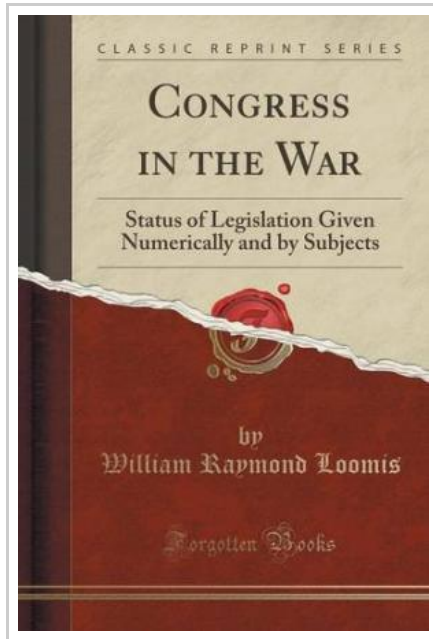 CLASSIC REPRINT SERIES
CONGRESS
IN THE WAR
Status of Legislation Given
Numerically and by Subjects
F
by
William Raymond Loomis
Forgotten Books